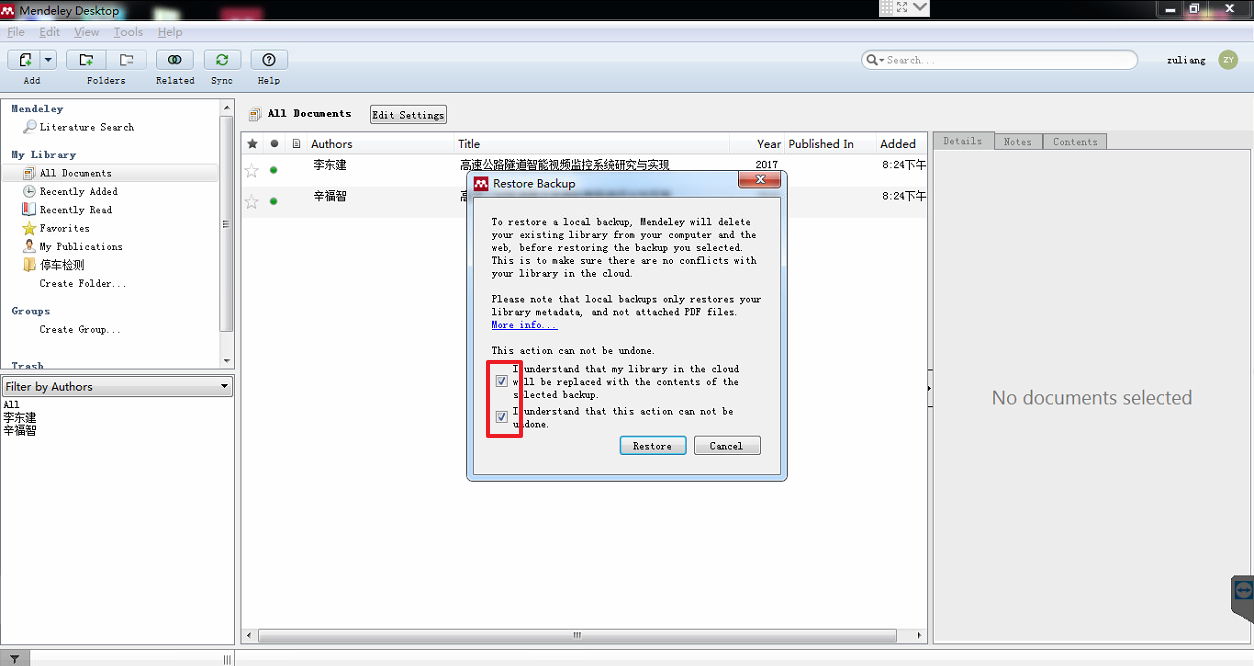 Mendeley Desktop
File Edit View Tools Help
Search...
zuliang ZY
Add Folders Related Sync Help
Mendeley
Literature Search
My Library
All Documents
Recently Added
Recently Read
Favorites
My Publications
停车检测
Create Folder...
Groups
Create Group...
Trash
Filter by Authors
All
李东建
辛福智
All Documents Edit Settings
Authors Title Year Published In Added
李东建 高速公路隧道智能视频监控系统研究与实现 2017 8:24下午
辛福智 8:24下午
Restore Backup
To restore a local backup, Mendeley will delete
your existing library from your computer and the
web, before restoring the backup you selected.
This is to make sure there are no conflicts with
your library in the cloud.
Please note that local backups only restores your
library metadata, and not attached PDF files.
More info...
This action can not be undone.
I understand that my library in the cloud
will be replaced with the contents of the
selected backup.
I understand that this action can not be
undone.
Restore Cancel
Details Notes Contents
No documents selected